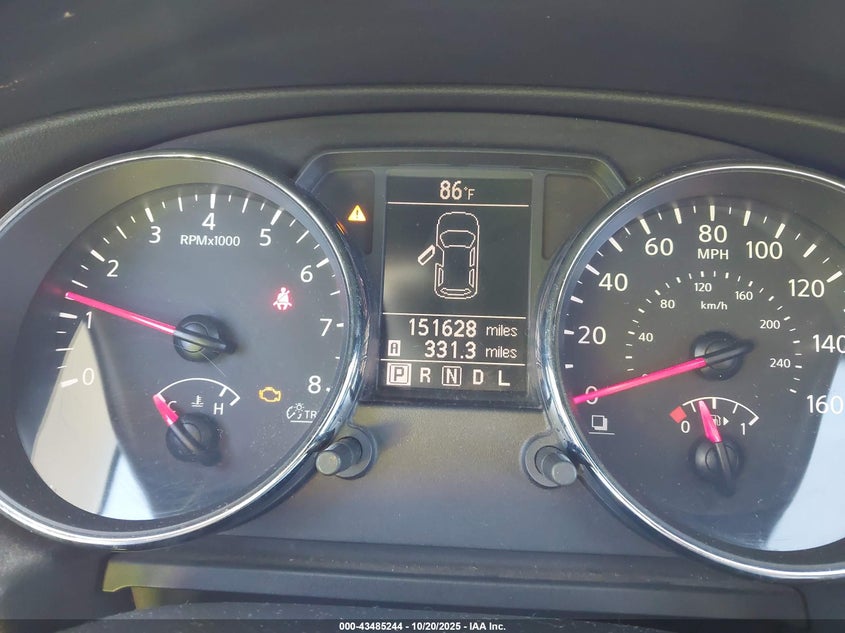 86°F
0 1 2 3 4 5 6 7 8
RPMx1000
C H
TR
151628 miles
A 331.3 miles
P R N D L
0 20 40 60 80 100 120 140 160
MPH
40 80 120 160 200 240
km/h
0 1
000-43485244 - 10/20/2025 - IAA Inc.